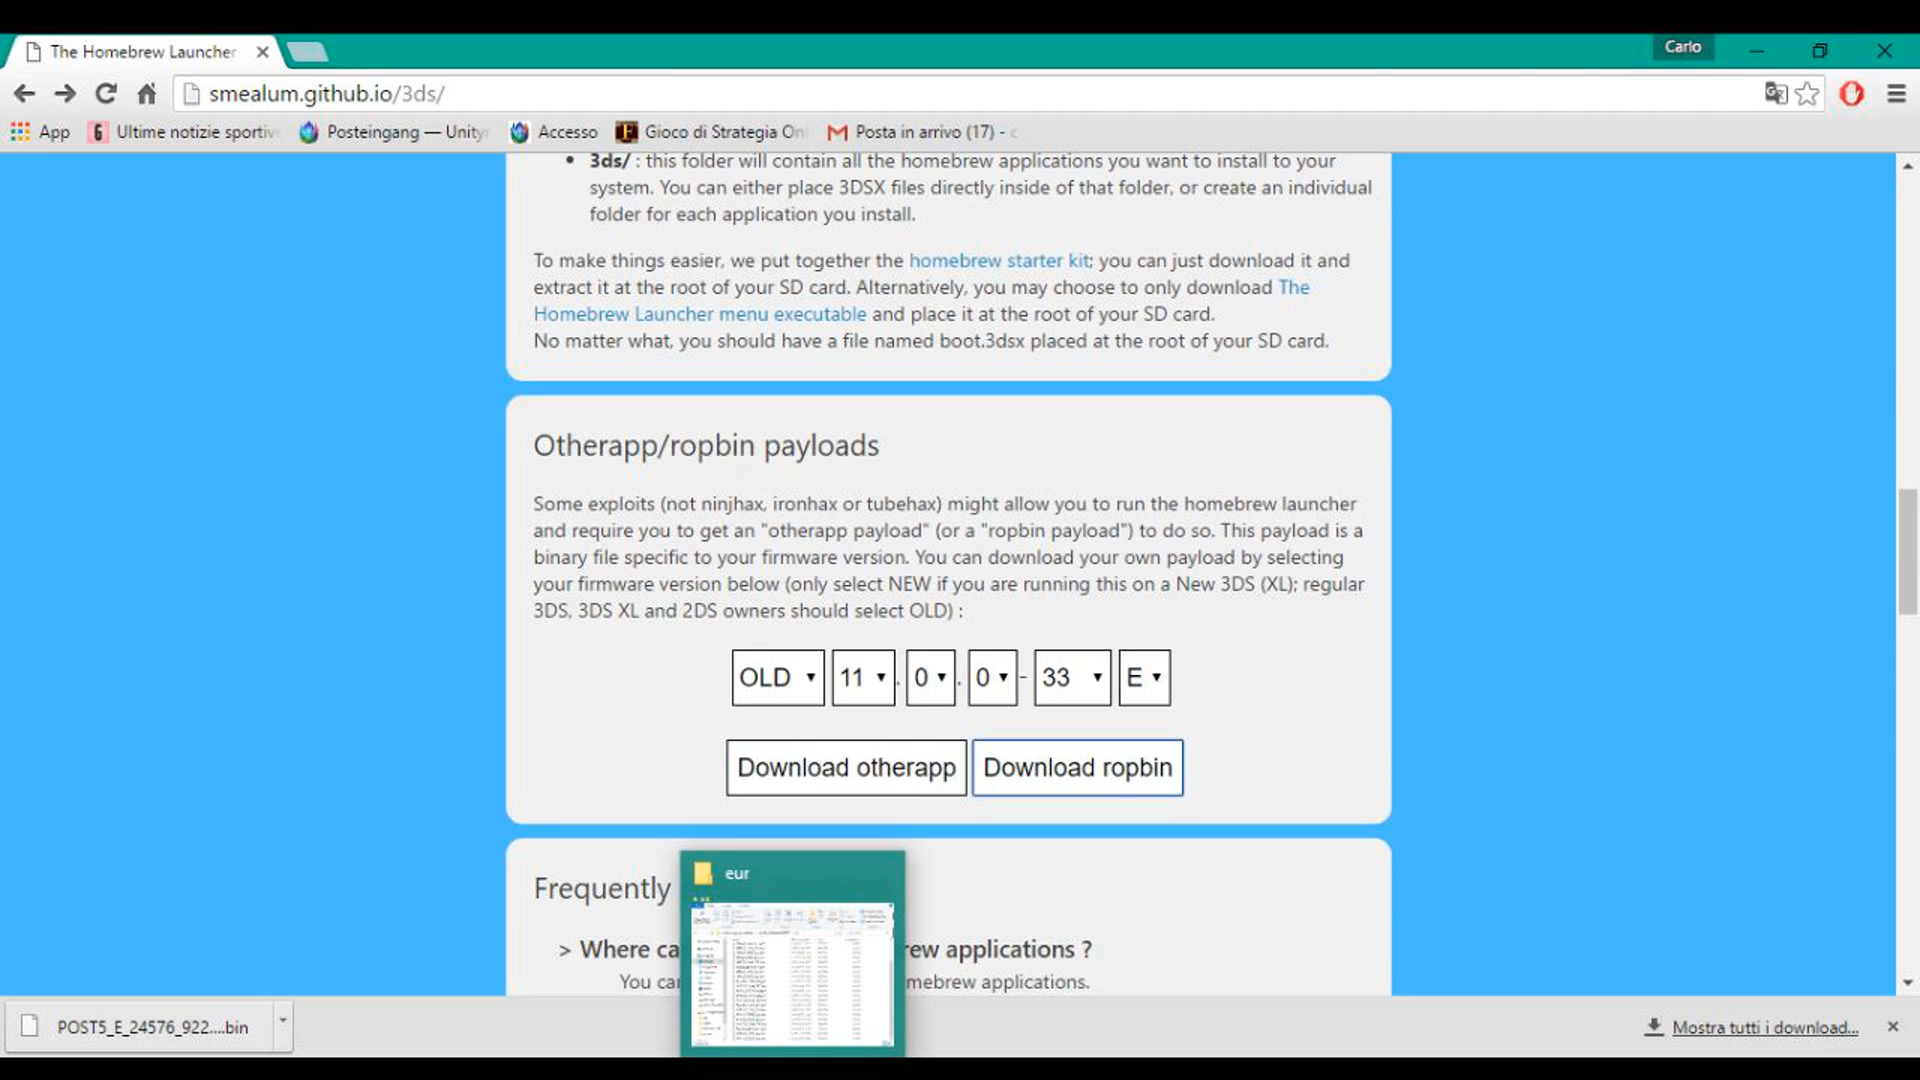 The Homebrew Launcher
Carlo
smealum.github.io/3ds/
App
Ultime notizie sportiv
Posteingang — Unity
Accesso
Gioco di Strategia On
Posta in arrivo (17) - c
• 3ds/ : this folder will contain all the homebrew applications you want to install to your
system. You can either place 3DSX files directly inside of that folder, or create an individual
folder for each application you install.
To make things easier, we put together the homebrew starter kit; you can just download it and
extract it at the root of your SD card. Alternatively, you may choose to only download The
Homebrew Launcher menu executable and place it at the root of your SD card.
No matter what, you should have a file named boot.3dsx placed at the root of your SD card.
Otherapp/ropbin payloads
Some exploits (not ninjhax, ironhax or tubehax) might allow you to run the homebrew launcher
and require you to get an "otherapp payload" (or a "ropbin payload") to do so. This payload is a
binary file specific to your firmware version. You can download your own payload by selecting
your firmware version below (only select NEW if you are running this on a New 3DS (XL); regular
3DS, 3DS XL and 2DS owners should select OLD) :
OLD 11 . 0 . 0 - 33 E
Download otherapp Download ropbin
eur
Frequently
> Where ca rew applications ?
You can mebrew applications.
POST5_E_24576_922....bin
Mostra tutti i download...